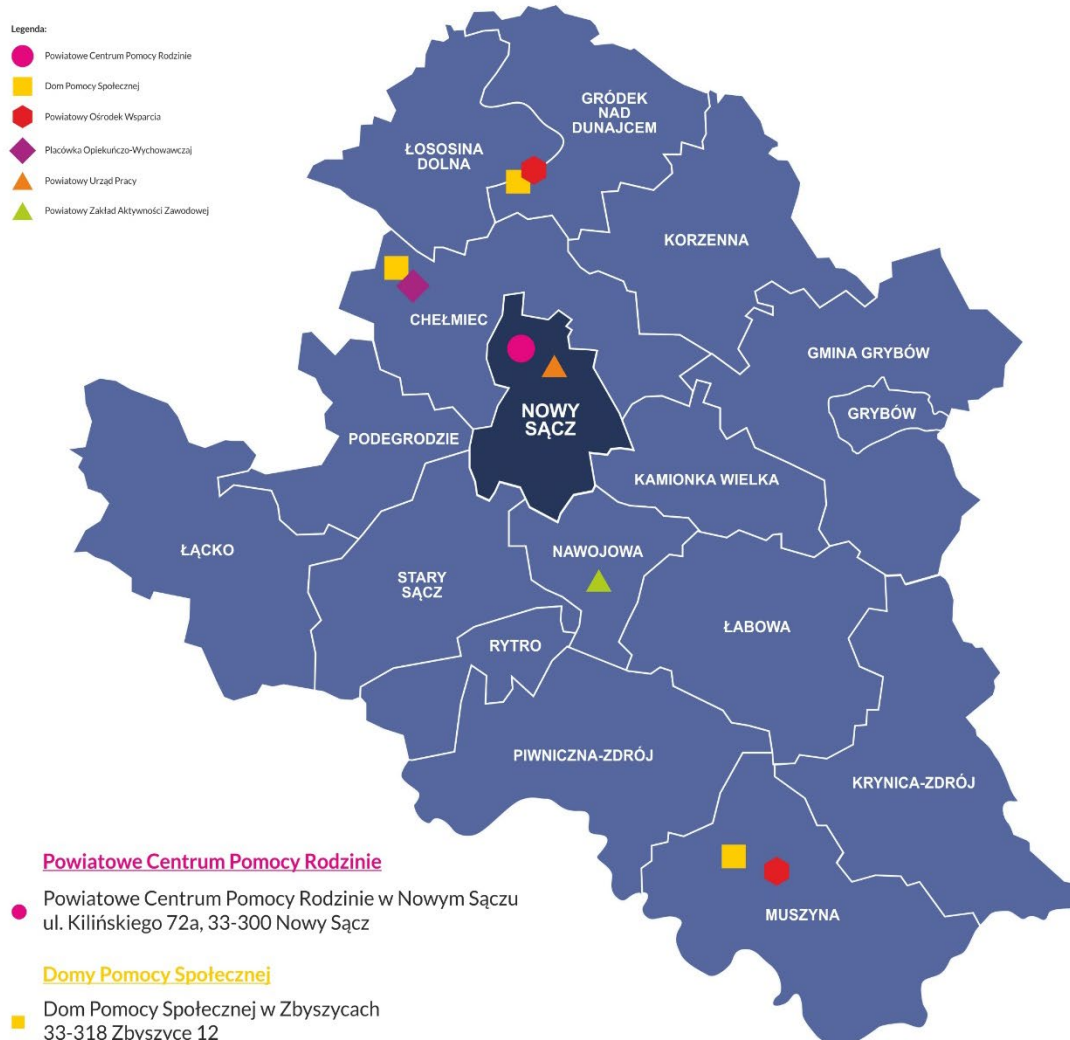 Legenda:
Powiatowe Centrum Pomocy Rodzinie
Dom Pomocy Społecznej
Powiatowy Ośrodek Wsparcia
Placówka Opiekuńczo-Wychowawczaj
Powiatowy Urząd Pracy
Powiatowy Zakład Aktywności Zawodowej
GRÓDEK
NAD
DUNAJCEM
ŁOSOSINA
DOLNA
KORZENNA
CHEŁMIEC
GMINA GRYBÓW
GRYBÓW
NOWY
SĄCZ
PODEGRODZIE
KAMIONKA WIELKA
ŁĄCKO
NAWOJOWA
STARY
SĄCZ
ŁABOWA
RYTRO
PIWNICZNA-ZDRÓJ
KRYNICA-ZDRÓJ
MUSZYNA
Powiatowe Centrum Pomocy Rodzinie
Powiatowe Centrum Pomocy Rodzinie w Nowym Sączu
ul. Kilińskiego 72a, 33-300 Nowy Sącz
Domy Pomocy Społecznej
Dom Pomocy Społecznej w Zbyszycach
33-318 Zbyszyce 12